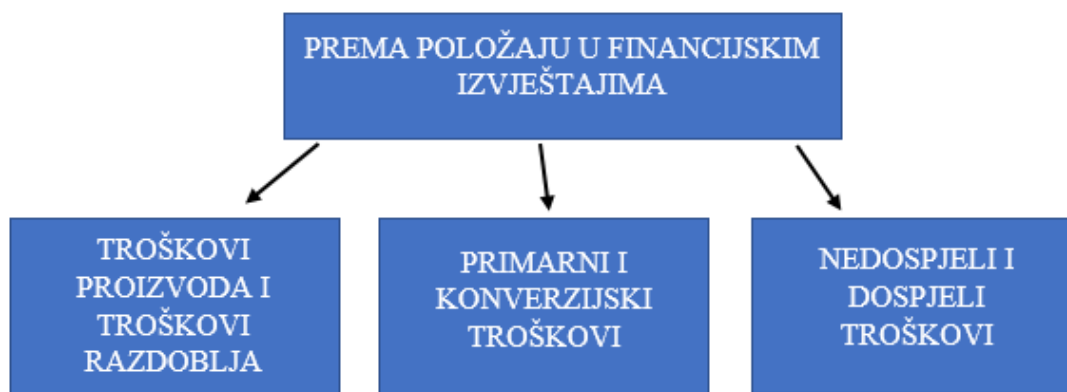 PREMA POLOŽAJU U FINANCIJSKIM
IZVJEŠTAJIMA
TROŠKOVI
PROIZVODA I
TROŠKOVI
RAZDOBLJA
PRIMARNI I
KONVERZIJSKI
TROŠKOVI
NEDOSPJELI I
DOSPJELI
TROŠKOVI